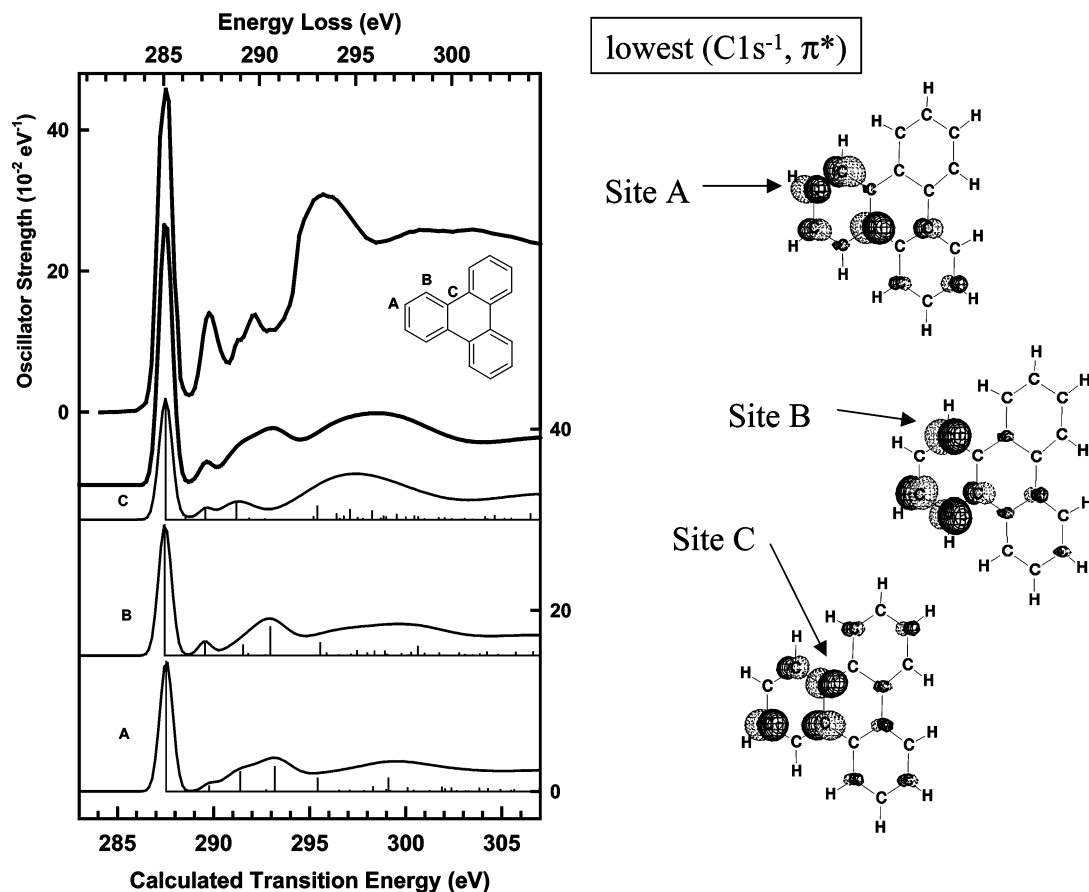 Energy Loss (eV)
285 290 295 300
lowest (C1s-1, π*)
Oscillator Strength (10-2 eV-1)
40
20
0
A
B
C
40
20
0
C
B
A
285 290 295 300 305
Calculated Transition Energy (eV)
Site A
H
H
H
H
C
C
C
H
H
C
C
C
C
C
C
C
C
C
H
H
C
C
H
C
H
Site B
H
H
H
H
C
C
C
H
C
C
C
C
C
H
C
C
H
H
C
C
H
C
H
Site C
H
H
H
C
C
H
H
C
C
C
C
H
C
C
H
C
C
H
H
C
H
H